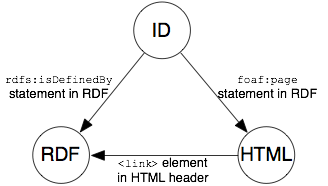 ID
rdfs:isDefinedBy
statement in RDF
foaf:page
statement in RDF
RDF
<link> element
in HTML header
HTML